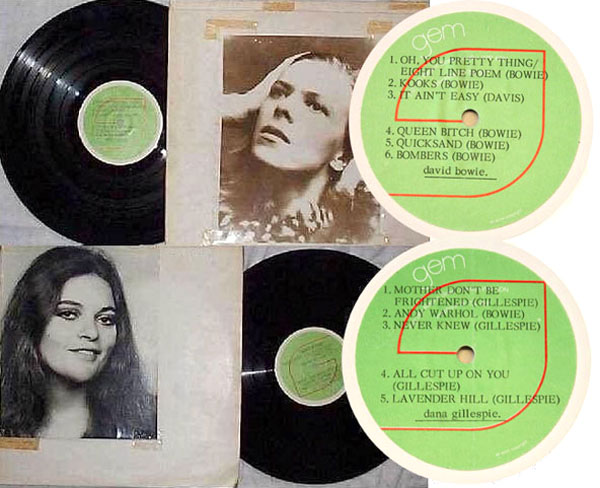 gem
1. OH, YOU PRETTY THING/
EIGHT LINE POEM (BOWIE)
2. KOOKS (BOWIE)
3. IT AIN'T EASY (DAVIS)
4. QUEEN BITCH (BOWIE)
5. QUICKSAND (BOWIE)
6. BOMBERS (BOWIE)
david bowie.
gem
1. MOTHER DON'T BE
FRIGHTENED (GILLESPIE)
2. ANDY WARHOL (BOWIE)
3. NEVER KNEW (GILLESPIE)
4. ALL CUT UP ON YOU
(GILLESPIE)
5. LAVENDER HILL (GILLESPIE)
dana gillespie.